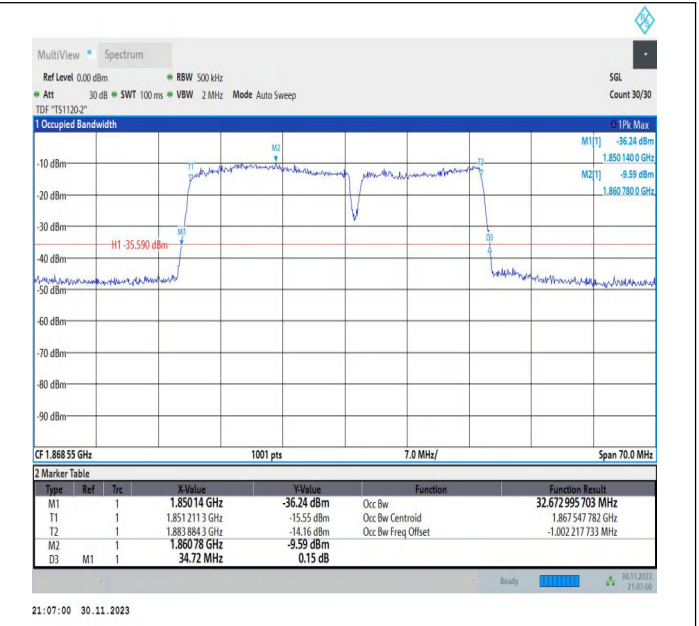 MultiView Spectrum
Ref Level 0.00 dBm RBW 500 kHz SGL
Att 30 dB SWT 100 ms VBW 2 MHz Mode Auto Sweep Count 30/30
TDF "TS1120-2"
1 Occupied Bandwidth 1Pk Max
M1[1] -36.24 dBm
1.850 140 0 GHz
M2[1] -9.59 dBm
1.860 780 0 GHz
M2
T1
T2
-10 dBm
-20 dBm
-30 dBm
M1
D3
H1 -35.590 dBm
-40 dBm
-50 dBm
-60 dBm
-70 dBm
-80 dBm
-90 dBm
CF 1.868 55 GHz 1001 pts 7.0 MHz/ Span 70.0 MHz
2 Marker Table
Type Ref Trc X-Value Y-Value Function Function Result
M1 1 1.85014 GHz -36.24 dBm Occ Bw 32.672 995 703 MHz
T1 1 1.851 211 3 GHz -15.55 dBm Occ Bw Centroid 1.867 547 782 GHz
T2 1 1.883 884 3 GHz -14.16 dBm Occ Bw Freq Offset -1.002 217 733 MHz
M2 1 1.86078 GHz -9.59 dBm
D3 M1 1 34.72 MHz 0.15 dB
Ready 30.11.2023
21:07:00
21:07:00 30.11.2023